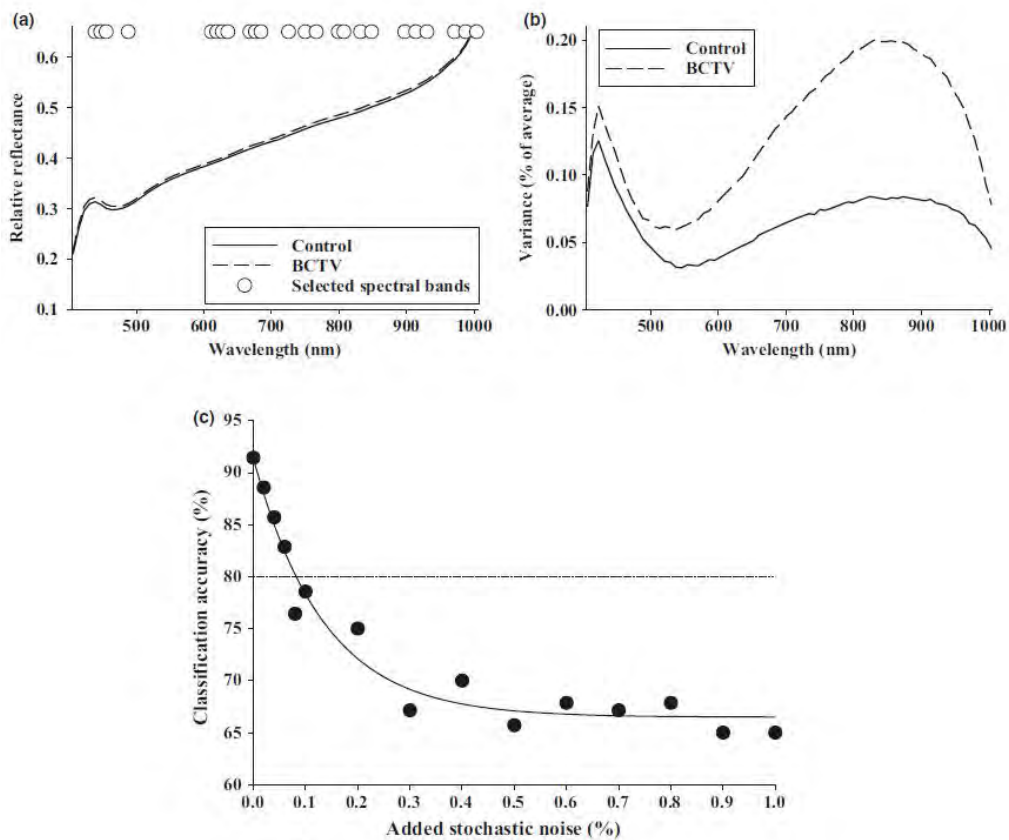 (a)
0.6
0.5
0.4
0.3
0.2
0.1
Relative reflectance
Control
BCTV
Selected spectral bands
500 600 700 800 900 1000
Wavelength (nm)
(b)
0.20
0.15
0.10
0.05
0.00
Variance (% of average)
Control
BCTV
500 600 700 800 900 1000
Wavelength (nm)
(c)
95
90
85
80
75
70
65
60
Classification accuracy (%)
0.0 0.1 0.2 0.3 0.4 0.5 0.6 0.7 0.8 0.9 1.0
Added stochastic noise (%)